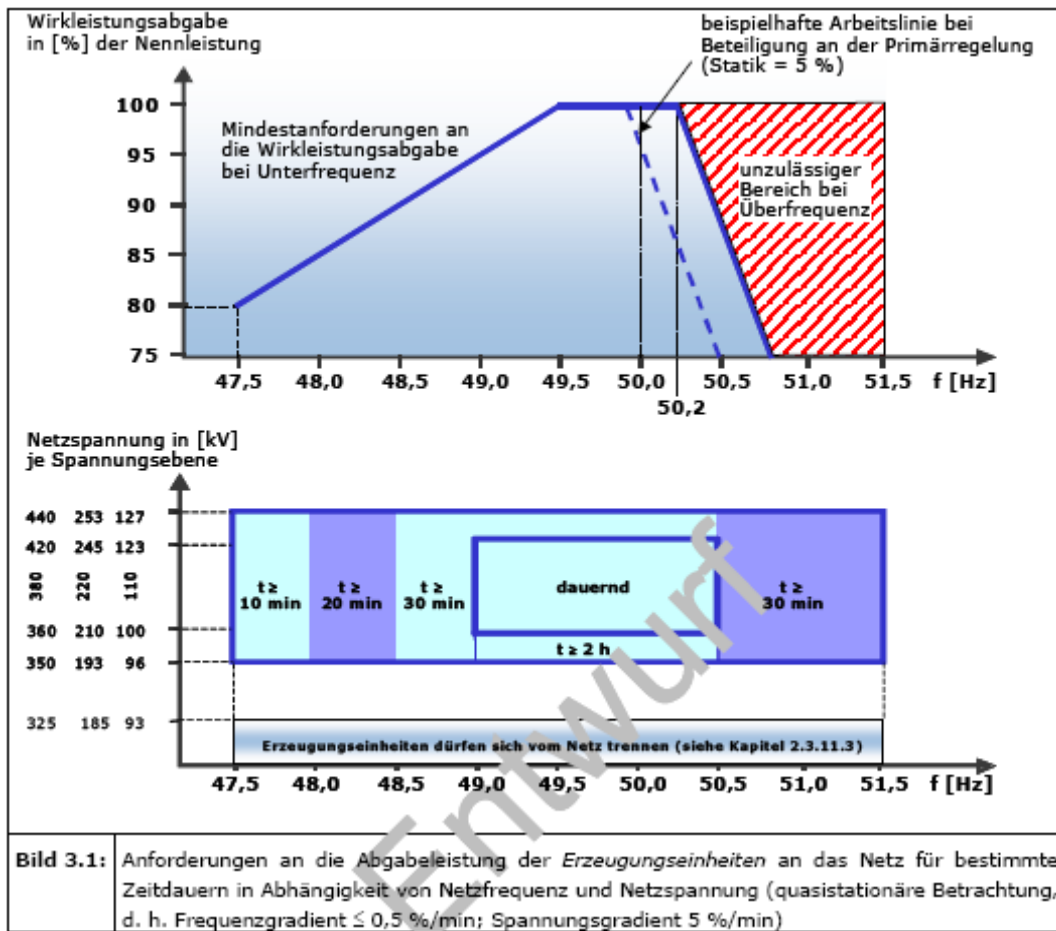 Wirkleistungsabgabe
in [%] der Nennleistung
beispielhafte Arbeitslinie bei
Beteiligung an der Primärregelung
(Statik = 5 %)
100
95
90
85
80
75
Mindestanforderungen an
die Wirkleistungsabgabe
bei Unterfrequenz
unzulässiger
Bereich bei
Überfrequenz
47,5 48,0 48,5 49,0 49,5 50,0 50,5 51,0 51,5 f [Hz]
50,2
Netzspannung in [kV]
je Spannungsebene
440 253 127
420 245 123
380 220 110
360 210 100
350 193 96
325 185 93
t ≥
10 min
t ≥
20 min
t ≥
30 min
dauernd
t ≥
30 min
t ≥ 2 h
Erzeugungseinheiten dürfen sich vom Netz trennen (siehe Kapitel 2.3.11.3)
47,5 48,0 48,5 49,0 49,5 50,0 50,5 51,0 51,5 f [Hz]
Entwurf
Bild 3.1: Anforderungen an die Abgabeleistung der Erzeugungseinheiten an das Netz für bestimmte
Zeitdauern in Abhängigkeit von Netzfrequenz und Netzspannung (quasistationäre Betrachtung,
d. h. Frequenzgradient ≤ 0,5 %/min; Spannungsgradient 5 %/min)